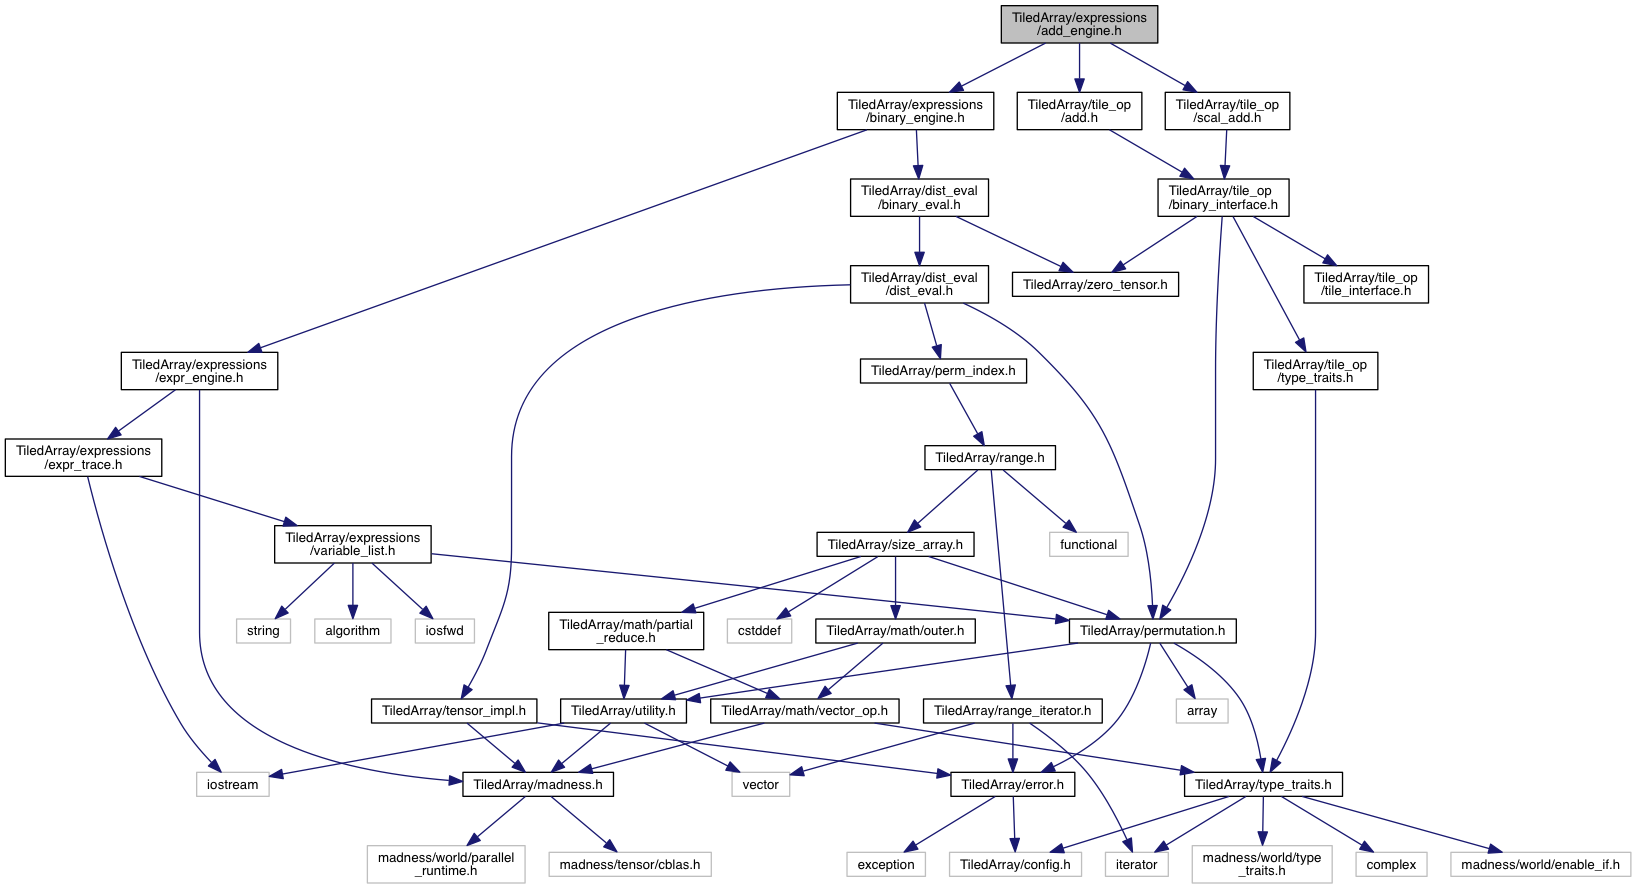 TiledArray/expressions
/add_engine.h
TiledArray/expressions
/binary_engine.h
TiledArray/tile_op
/add.h
TiledArray/tile_op
/scal_add.h
TiledArray/dist_eval
/binary_eval.h
TiledArray/tile_op
/binary_interface.h
TiledArray/dist_eval
/dist_eval.h
TiledArray/zero_tensor.h
TiledArray/tile_op
/tile_interface.h
TiledArray/expressions
/expr_engine.h
TiledArray/perm_index.h
TiledArray/tile_op
/type_traits.h
TiledArray/expressions
/expr_trace.h
TiledArray/range.h
TiledArray/expressions
/variable_list.h
TiledArray/size_array.h
functional
string
algorithm
iosfwd
TiledArray/math/partial
_reduce.h
cstddef
TiledArray/math/outer.h
TiledArray/permutation.h
TiledArray/tensor_impl.h
TiledArray/utility.h
TiledArray/math/vector_op.h
TiledArray/range_iterator.h
array
iostream
TiledArray/madness.h
vector
TiledArray/error.h
TiledArray/type_traits.h
madness/world/parallel
_runtime.h
madness/tensor/cblas.h
exception
TiledArray/config.h
iterator
madness/world/type
_traits.h
complex
madness/world/enable_if.h